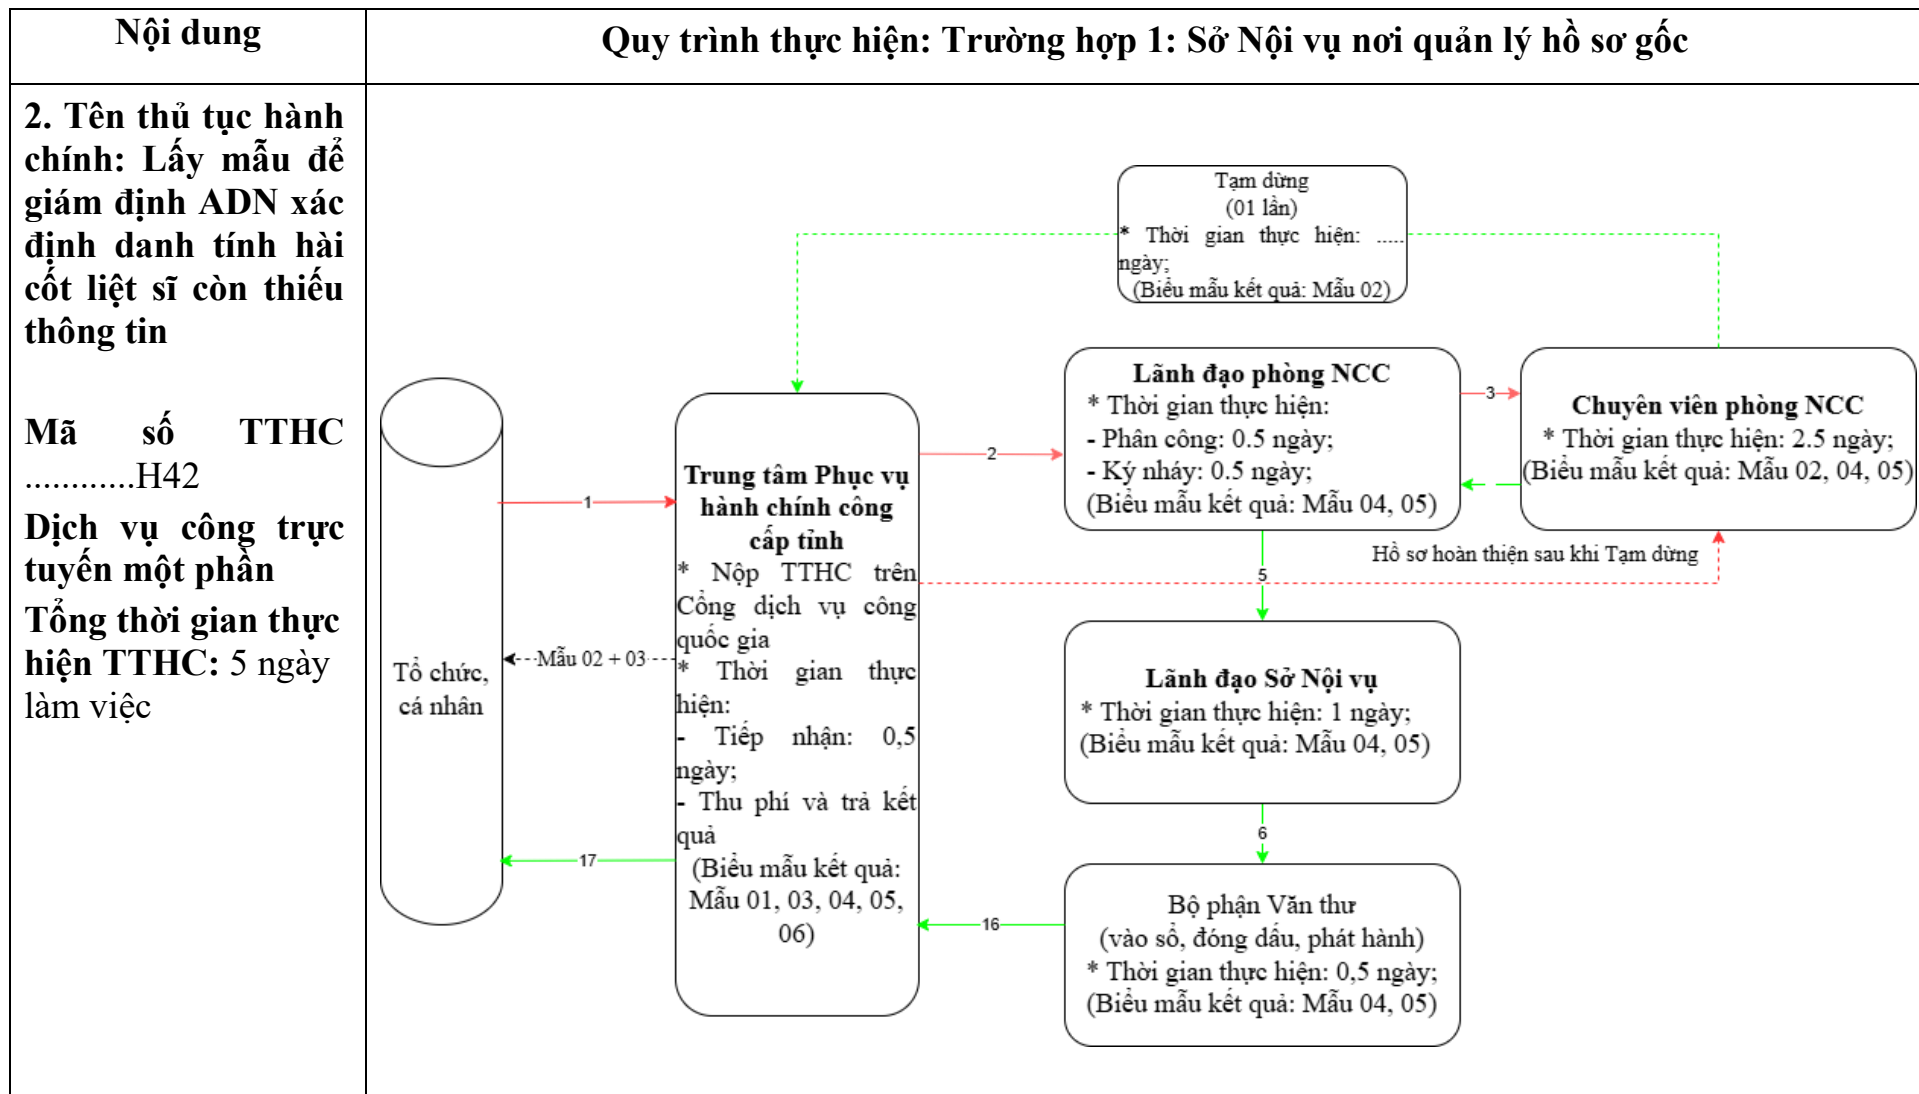 Nội dung
Quy trình thực hiện: Trường hợp 1: Sở Nội vụ nơi quản lý hồ sơ gốc
2. Tên thủ tục hành
chính: Lấy mẫu để
giám định ADN xác
định danh tính hài
cốt liệt sĩ còn thiếu
thông tin
Mã số TTHC
............H42
Dịch vụ công trực
tuyến một phần
Tổng thời gian thực
hiện TTHC: 5 ngày
làm việc
Tạm dừng
(01 lần)
* Thời gian thực hiện: .....
ngày;
(Biểu mẫu kết quả: Mẫu 02)
Tổ chức,
cá nhân
1
Mẫu 02 + 03
17
Trung tâm Phục vụ
hành chính công
cấp tỉnh
* Nộp TTHC trên
Cổng dịch vụ công
quốc gia
* Thời gian thực
hiện:
- Tiếp nhận: 0,5
ngày;
- Thu phí và trả kết
quả
(Biểu mẫu kết quả:
Mẫu 01, 03, 04, 05,
06)
2
Lãnh đạo phòng NCC
* Thời gian thực hiện:
- Phân công: 0.5 ngày;
- Ký nháy: 0.5 ngày;
(Biểu mẫu kết quả: Mẫu 04, 05)
3
Chuyên viên phòng NCC
* Thời gian thực hiện: 2.5 ngày;
(Biểu mẫu kết quả: Mẫu 02, 04, 05)
Hồ sơ hoàn thiện sau khi Tạm dừng
5
Lãnh đạo Sở Nội vụ
* Thời gian thực hiện: 1 ngày;
(Biểu mẫu kết quả: Mẫu 04, 05)
6
Bộ phận Văn thư
(vào sổ, đóng dấu, phát hành)
* Thời gian thực hiện: 0,5 ngày;
(Biểu mẫu kết quả: Mẫu 04, 05)
16